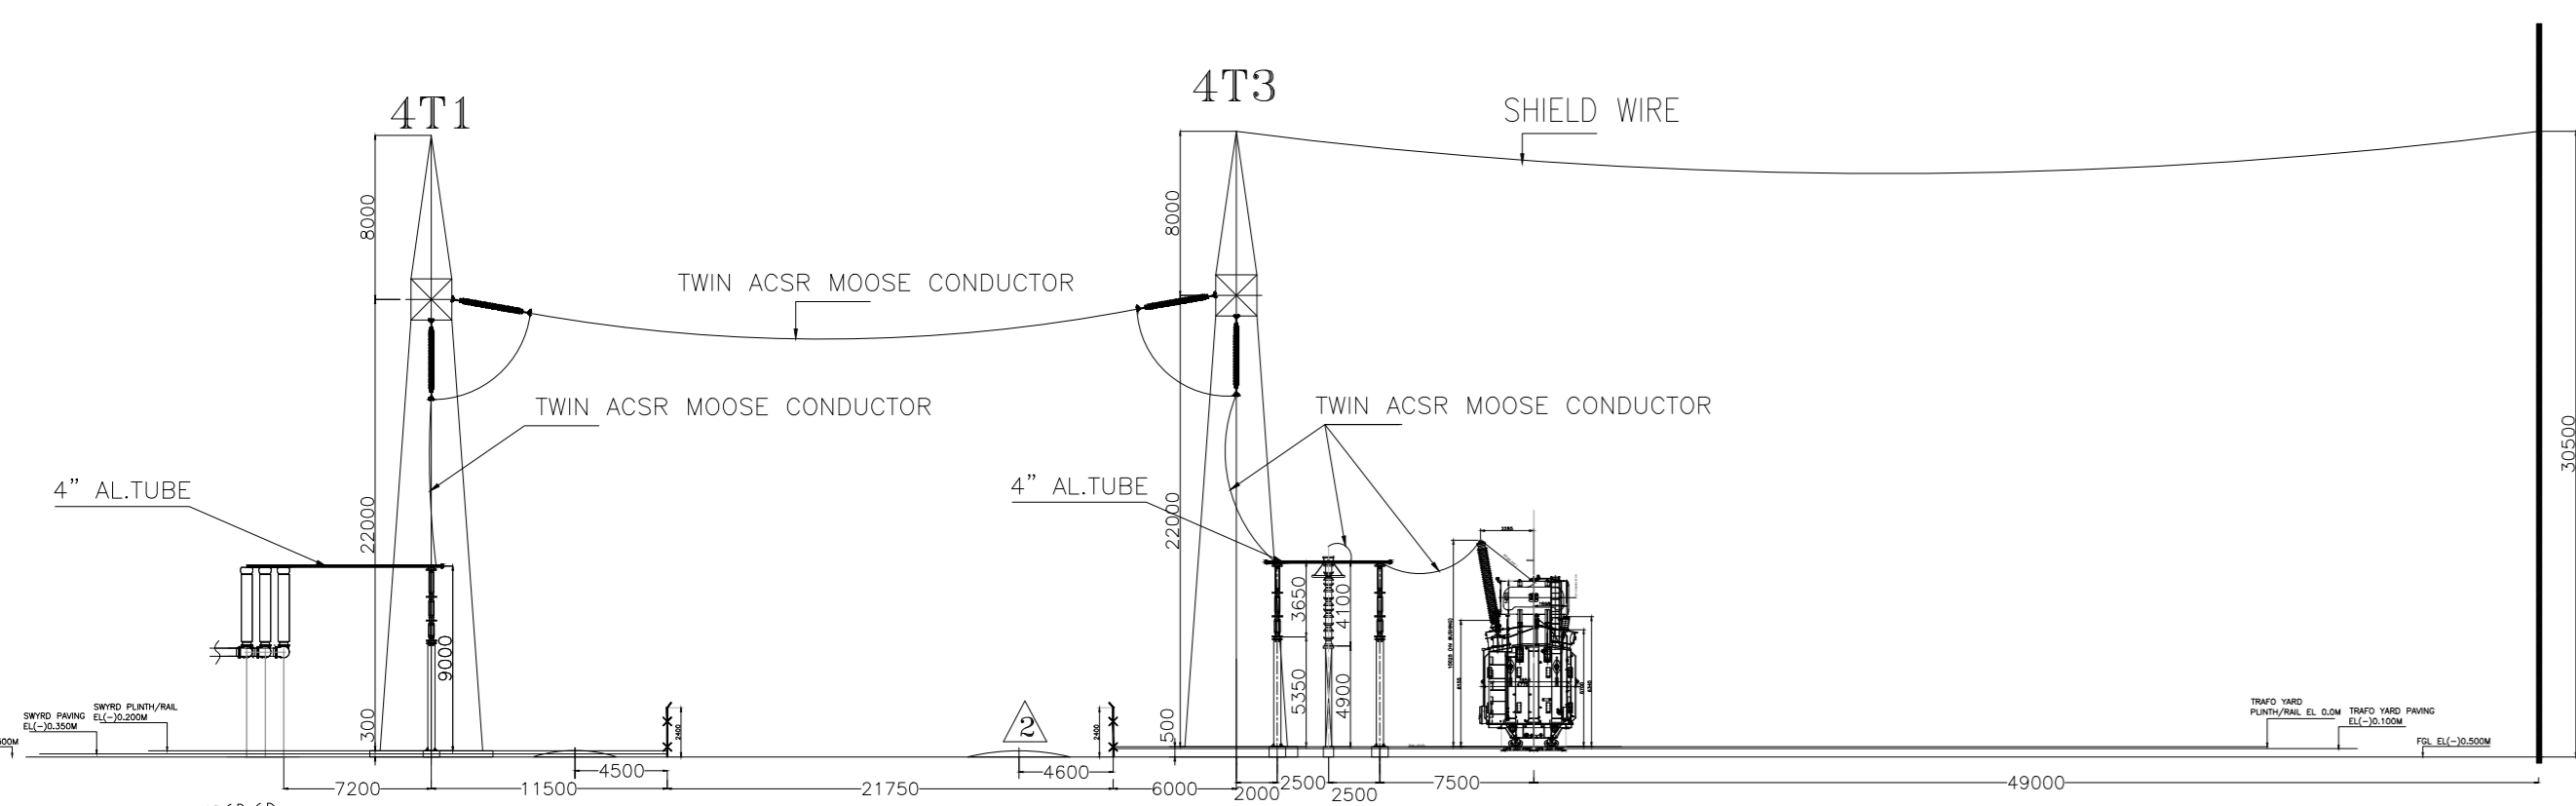 4T1
4T3
SHIELD WIRE
8000
8000
TWIN ACSR MOOSE CONDUCTOR
TWIN ACSR MOOSE CONDUCTOR
TWIN ACSR MOOSE CONDUCTOR
30500
4" AL.TUBE
4" AL.TUBE
22000
22000
3650
4100
9000
5350
4900
SWYRD PAVING
EL(-)0.350M
SWYRD PLINTH/RAIL
EL(-)0.200M
300
2400
2
2400
500
TRAFO YARD
PLINTH/RAIL EL 0.0M
TRAFO YARD PAVING
EL(-)0.100M
FGL EL(-)0.500M
4500
4600
7200
11500
21750
6000
2000
2500
2500
7500
49000